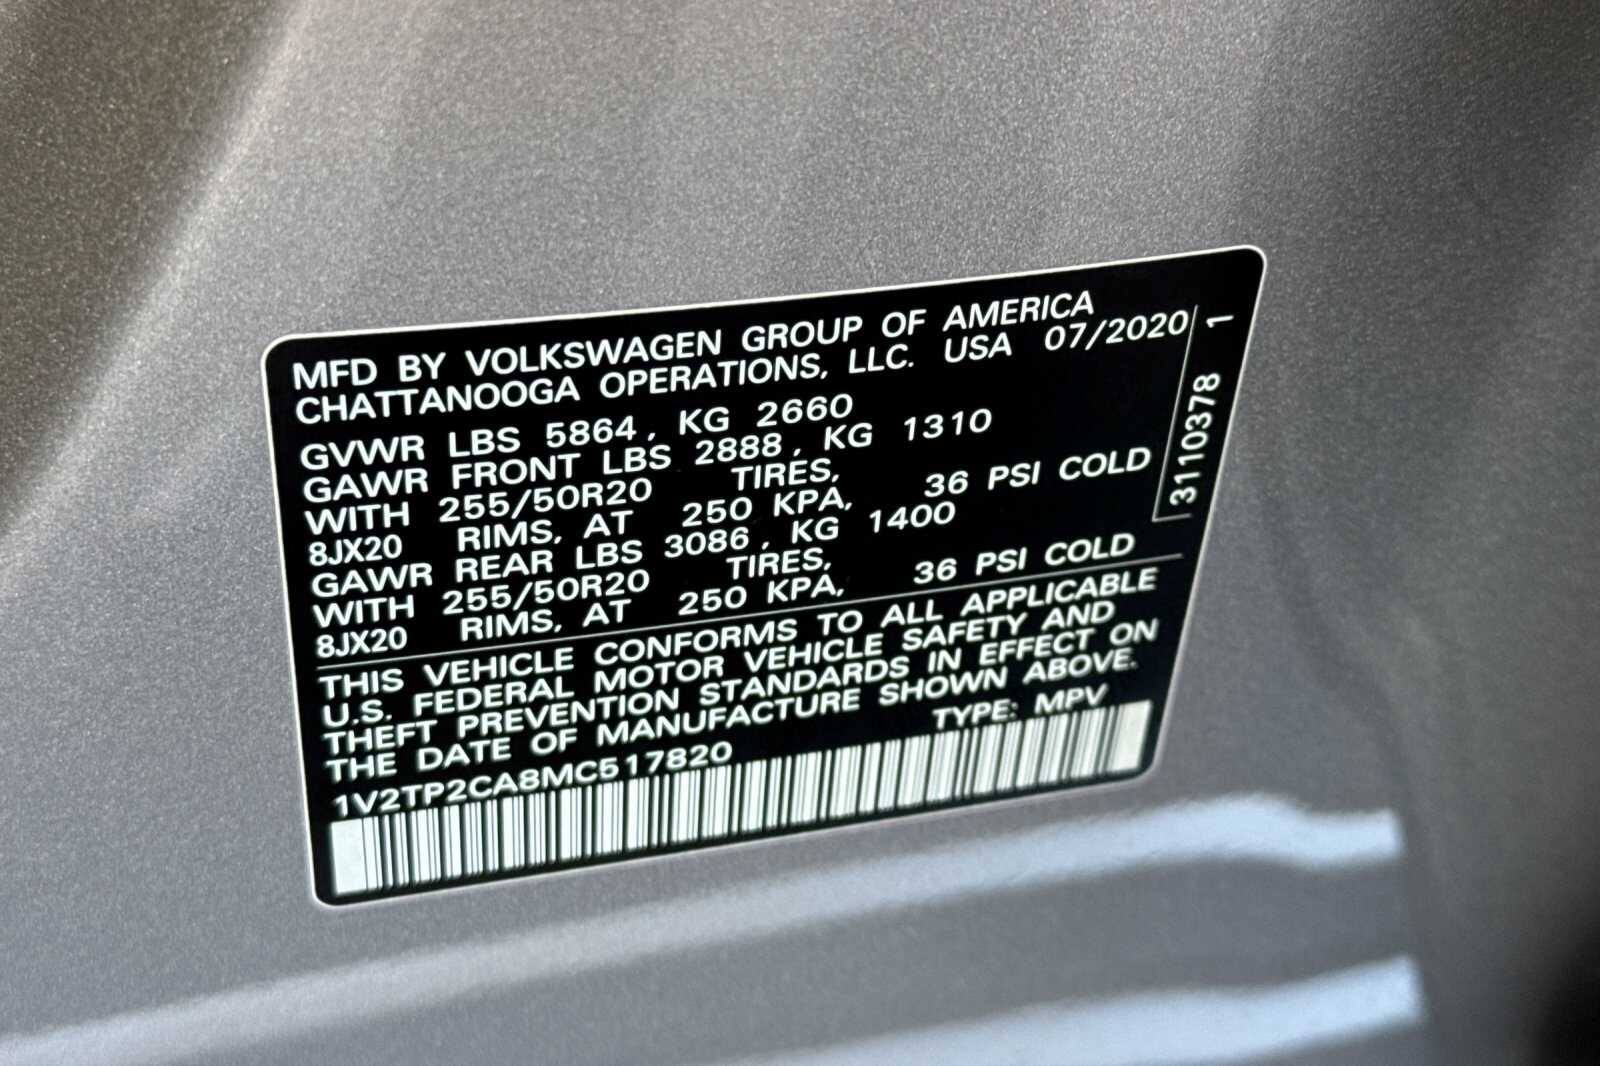 MFD BY VOLKSWAGEN GROUP OF AMERICA
CHATTANOOGA OPERATIONS, LLC. USA 07/2020
GVWR LBS 5864, KG 2660
GAWR FRONT LBS 2888, KG 1310
WITH 255/50R20 TIRES,
8JX20 RIMS, AT 250 KPA, 36 PSI COLD
GAWR REAR LBS 3086, KG 1400
WITH 255/50R20 TIRES,
8JX20 RIMS, AT 250 KPA, 36 PSI COLD
THIS VEHICLE CONFORMS TO ALL APPLICABLE
U.S. FEDERAL MOTOR VEHICLE SAFETY AND
THEFT PREVENTION STANDARDS IN EFFECT ON
THE DATE OF MANUFACTURE SHOWN ABOVE.
1V2TP2CA8MC517820 TYPE: MPV
3110378 1